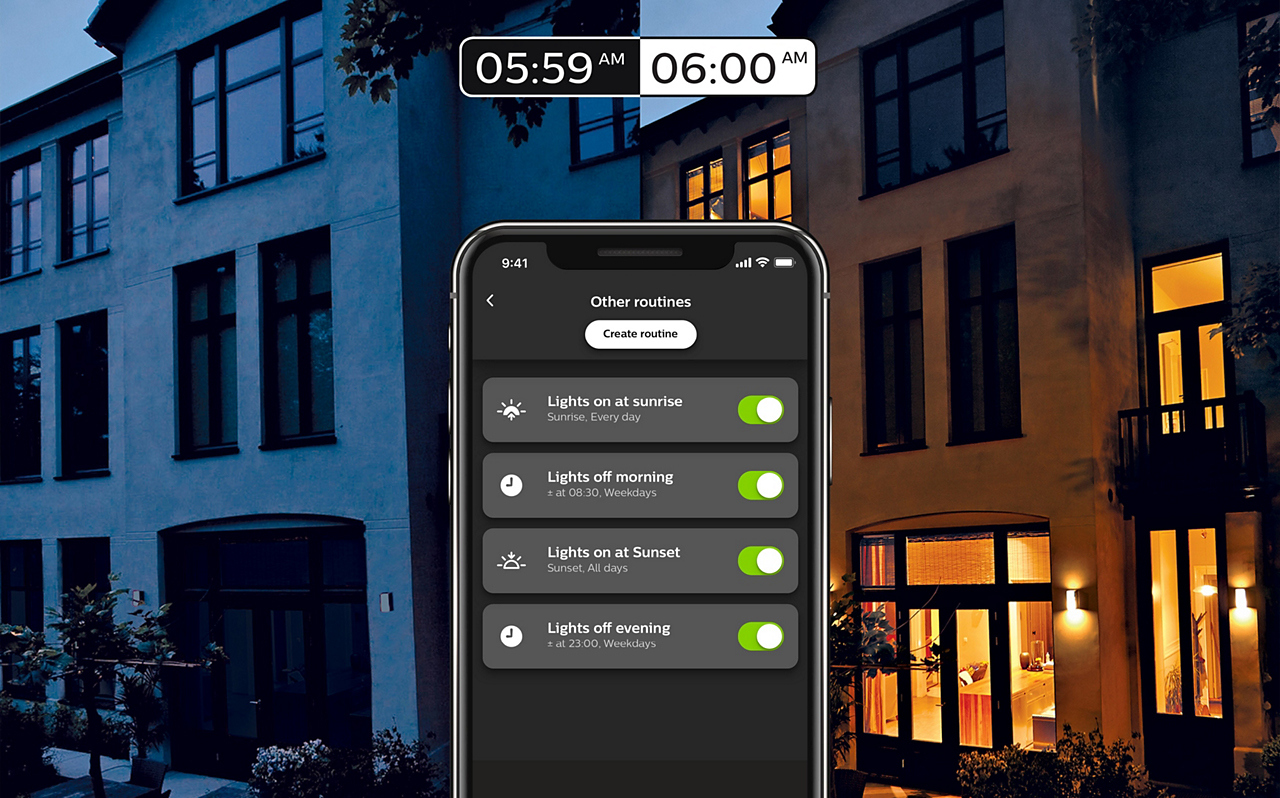 05:59 AM
06:00 AM
9:41
Other routines
Create routine
Lights on at sunrise
Sunrise, Every day
Lights off morning
± at 08:30, Weekdays
Lights on at Sunset
Sunset, All days
Lights off evening
± at 23:00, Weekdays